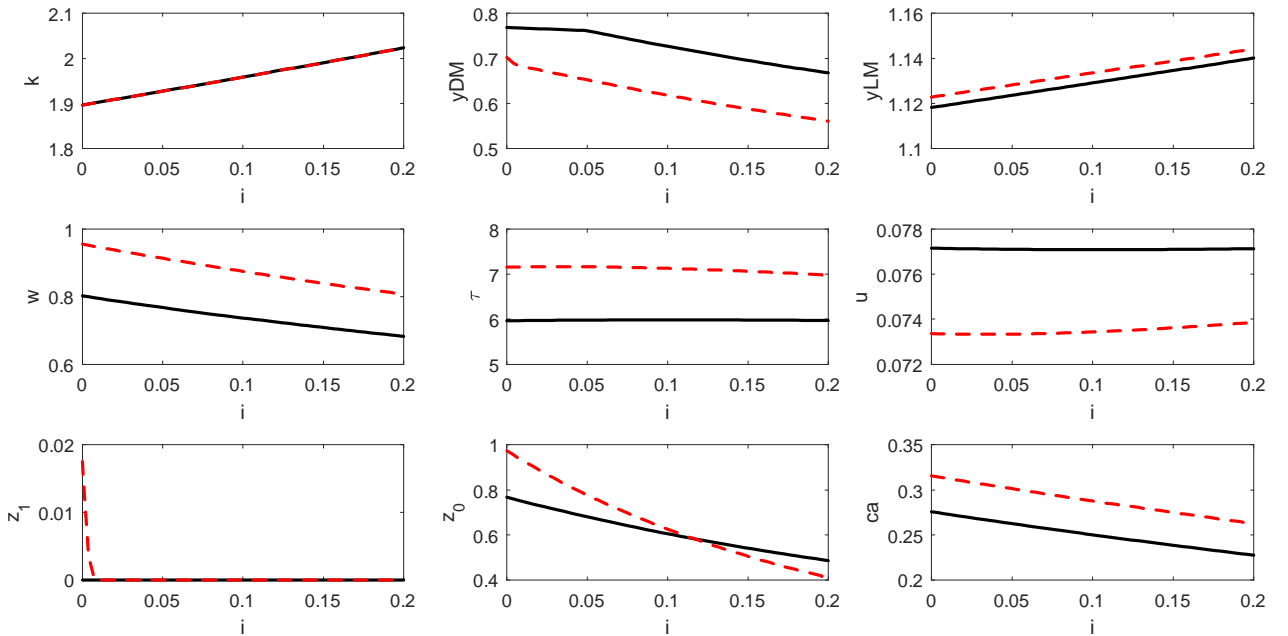 2.1
2
1.9
1.8
k
0 0.05 0.1 0.15 0.2
i
0.8
0.7
0.6
0.5
yDM
0 0.05 0.1 0.15 0.2
i
1.16
1.14
1.12
1.1
yLM
0 0.05 0.1 0.15 0.2
i
1
0.8
0.6
w
0 0.05 0.1 0.15 0.2
i
8
7
6
5
τ
0 0.05 0.1 0.15 0.2
i
0.078
0.076
0.074
0.072
u
0 0.05 0.1 0.15 0.2
i
0.02
0.01
0
z1
0 0.05 0.1 0.15 0.2
i
1
0.8
0.6
0.4
z0
0 0.05 0.1 0.15 0.2
i
0.35
0.3
0.25
0.2
ca
0 0.05 0.1 0.15 0.2
i